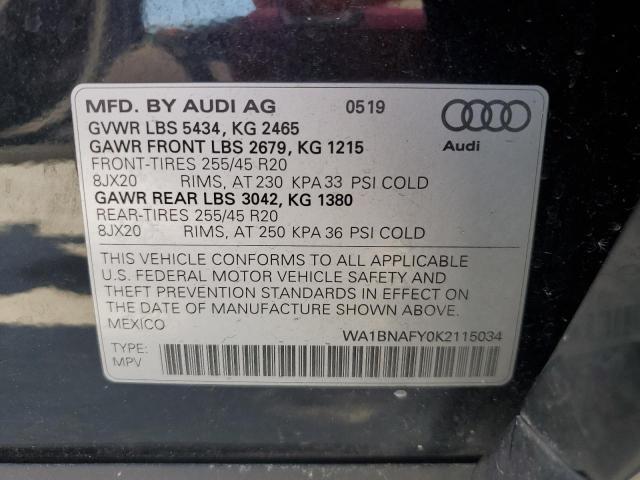 MFD. BY AUDI AG 0519
GVWR LBS 5434, KG 2465
GAWR FRONT LBS 2679, KG 1215
FRONT-TIRES 255/45 R20
8JX20 RIMS, AT 230 KPA 33 PSI COLD
GAWR REAR LBS 3042, KG 1380
REAR-TIRES 255/45 R20
8JX20 RIMS, AT 250 KPA 36 PSI COLD
Audi
THIS VEHICLE CONFORMS TO ALL APPLICABLE
U.S. FEDERAL MOTOR VEHICLE SAFETY AND
THEFT PREVENTION STANDARDS IN EFFECT ON
THE DATE OF MANUFACTURE SHOWN ABOVE.
MEXICO
WA1BNAFY0K2115034
TYPE:
MPV